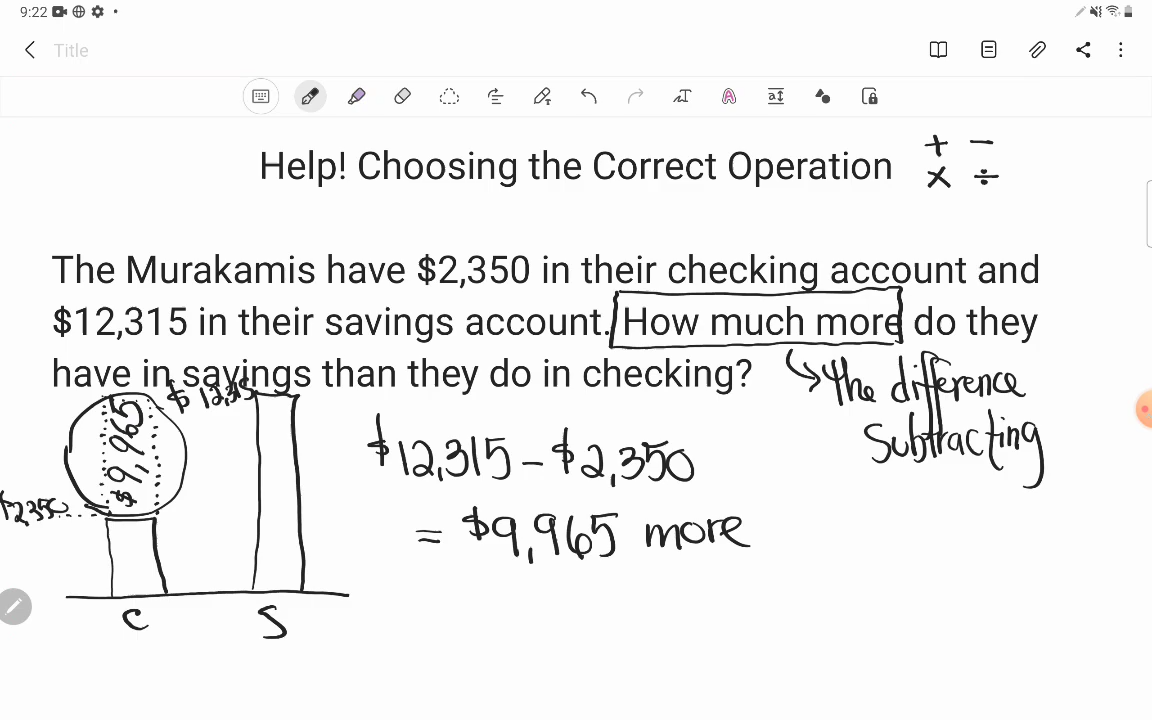 9:22
Title
Help! Choosing the Correct Operation
+ −
× ÷
The Murakamis have $2,350 in their checking account and
$12,315 in their savings account. How much more do they
have in savings than they do in checking?
the difference
Subtracting
$12,315
$9,965
$2,350
C S
$12,315 − $2,350
= $9,965 more